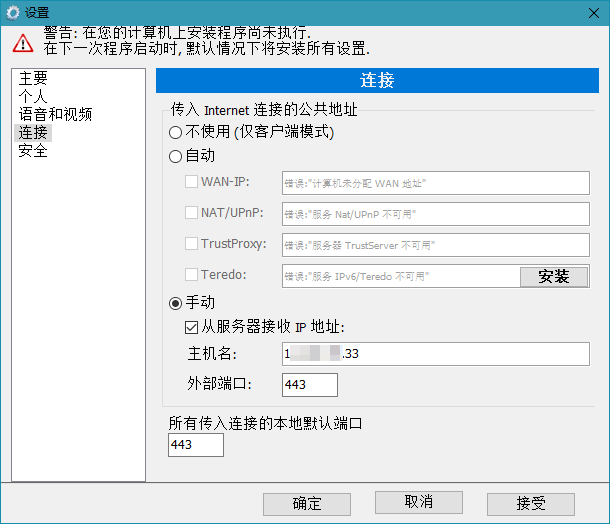 设置
警告: 在您的计算机上安装程序尚未执行.
在下一次程序启动时, 默认情况下将安装所有设置.
主要
个人
语音和视频
连接
安全
连接
传入 Internet 连接的公共地址
不使用 (仅客户端模式)
自动
WAN-IP: 错误:"计算机未分配 WAN 地址"
NAT/UPnP: 错误:"服务 Nat/UPnP 不可用"
TrustProxy: 错误:"服务器 TrustServer 不可用"
Teredo: 错误:"服务 IPv6/Teredo 不可用" 安装
手动
从服务器接收 IP 地址:
主机名: 1 .33
外部端口: 443
所有传入连接的本地默认端口
443
确定 取消 接受